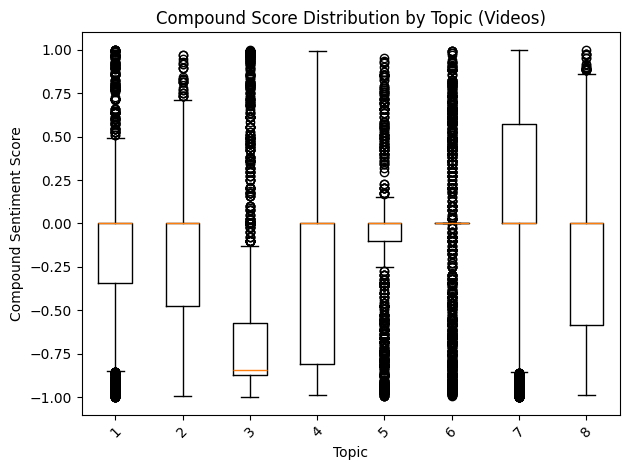 Compound Score Distribution by Topic (Videos)
1.00
0.75
0.50
0.25
0.00
−0.25
−0.50
−0.75
−1.00
Compound Sentiment Score
1 2 3 4 5 6 7 8
Topic